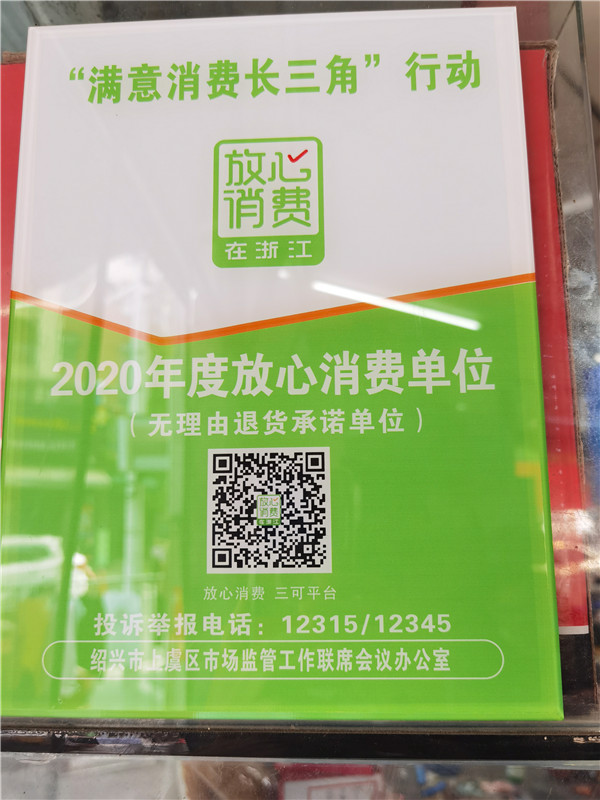 “满意消费长三角”行动
放心
消费
在浙江
2020年度放心消费单位
（无理由退货承诺单位）
放心
消费
在浙江
放心消费 三可平台
投诉举报电话：12315/12345
绍兴市上虞区市场监管工作联席会议办公室